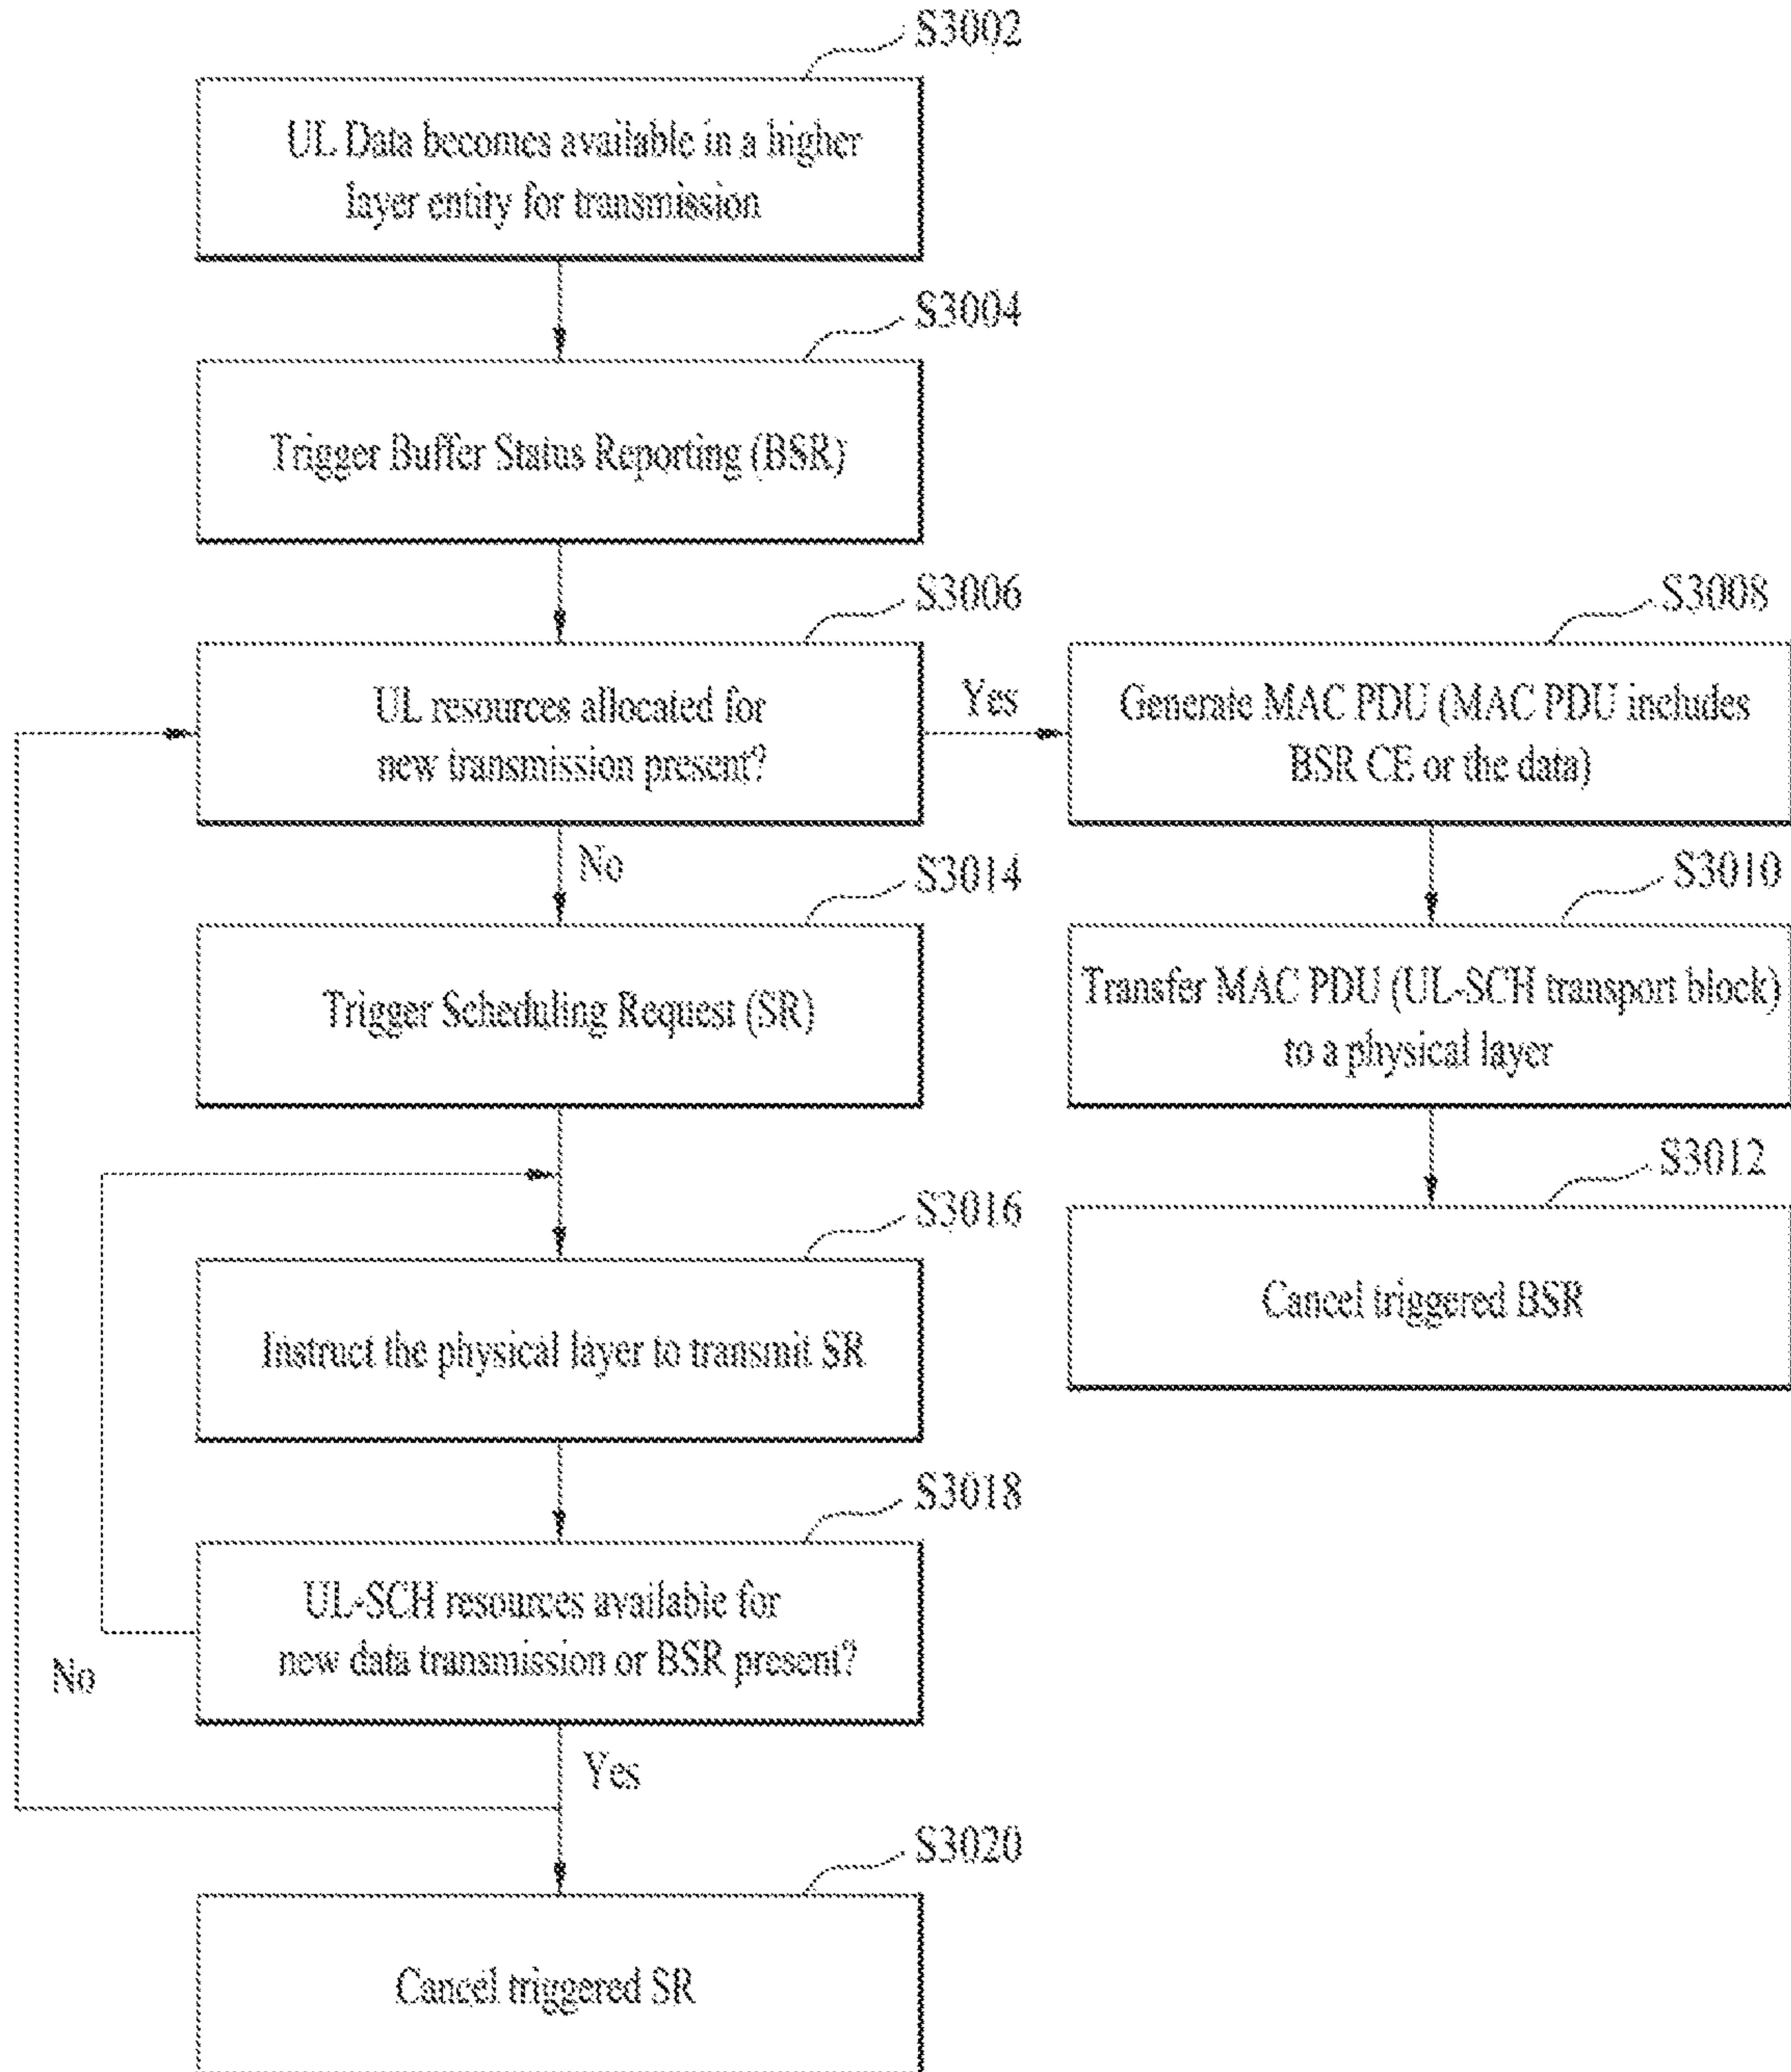 S3002
UL Data becomes available in a higher
layer entity for transmission
S3004
Trigger Buffer Status Reporting (BSR)
S3006
UL resources allocated for
new transmission present?
Yes
S3008
Generate MAC PDU (MAC PDU includes
BSR CE or the data)
No
S3014
Trigger Scheduling Request (SR)
S3010
Transfer MAC PDU (UL-SCH transport block)
to a physical layer
S3012
Cancel triggered BSR
S3016
Instruct the physical layer to transmit SR
S3018
UL-SCH resources available for
new data transmission or BSR present?
No
Yes
S3020
Cancel triggered SR